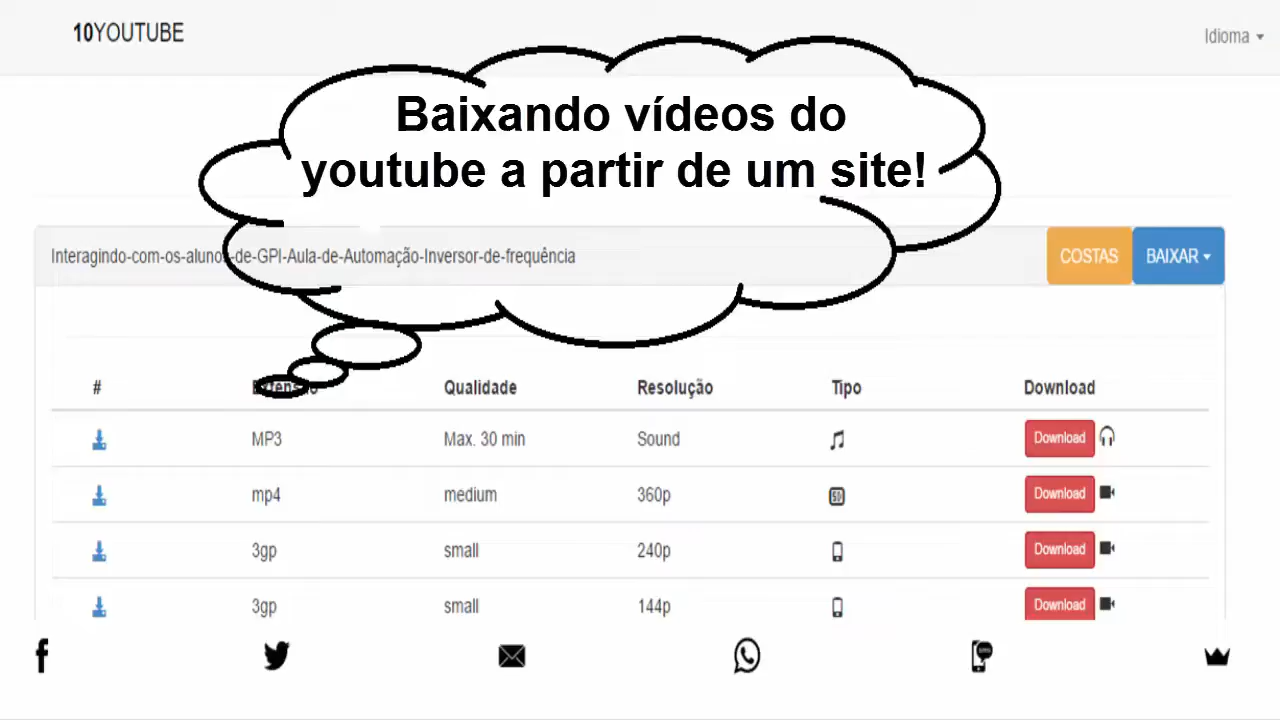 10YOUTUBE
Idioma
Baixando vídeos do
youtube a partir de um site!
Interagindo-com-os-alunos-de-GPI-Aula-de-Automação-Inversor-de-frequência
COSTAS
BAIXAR
# Extensão Qualidade Resolução Tipo Download
MP3 Max. 30 min Sound Download
mp4 medium 360p SD Download
3gp small 240p Download
3gp small 144p Download